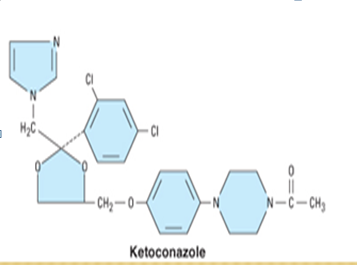 N
Cl
N
H₂C
Cl
O
O
O
CH₂—O
N
N—C—CH₃
Ketoconazole